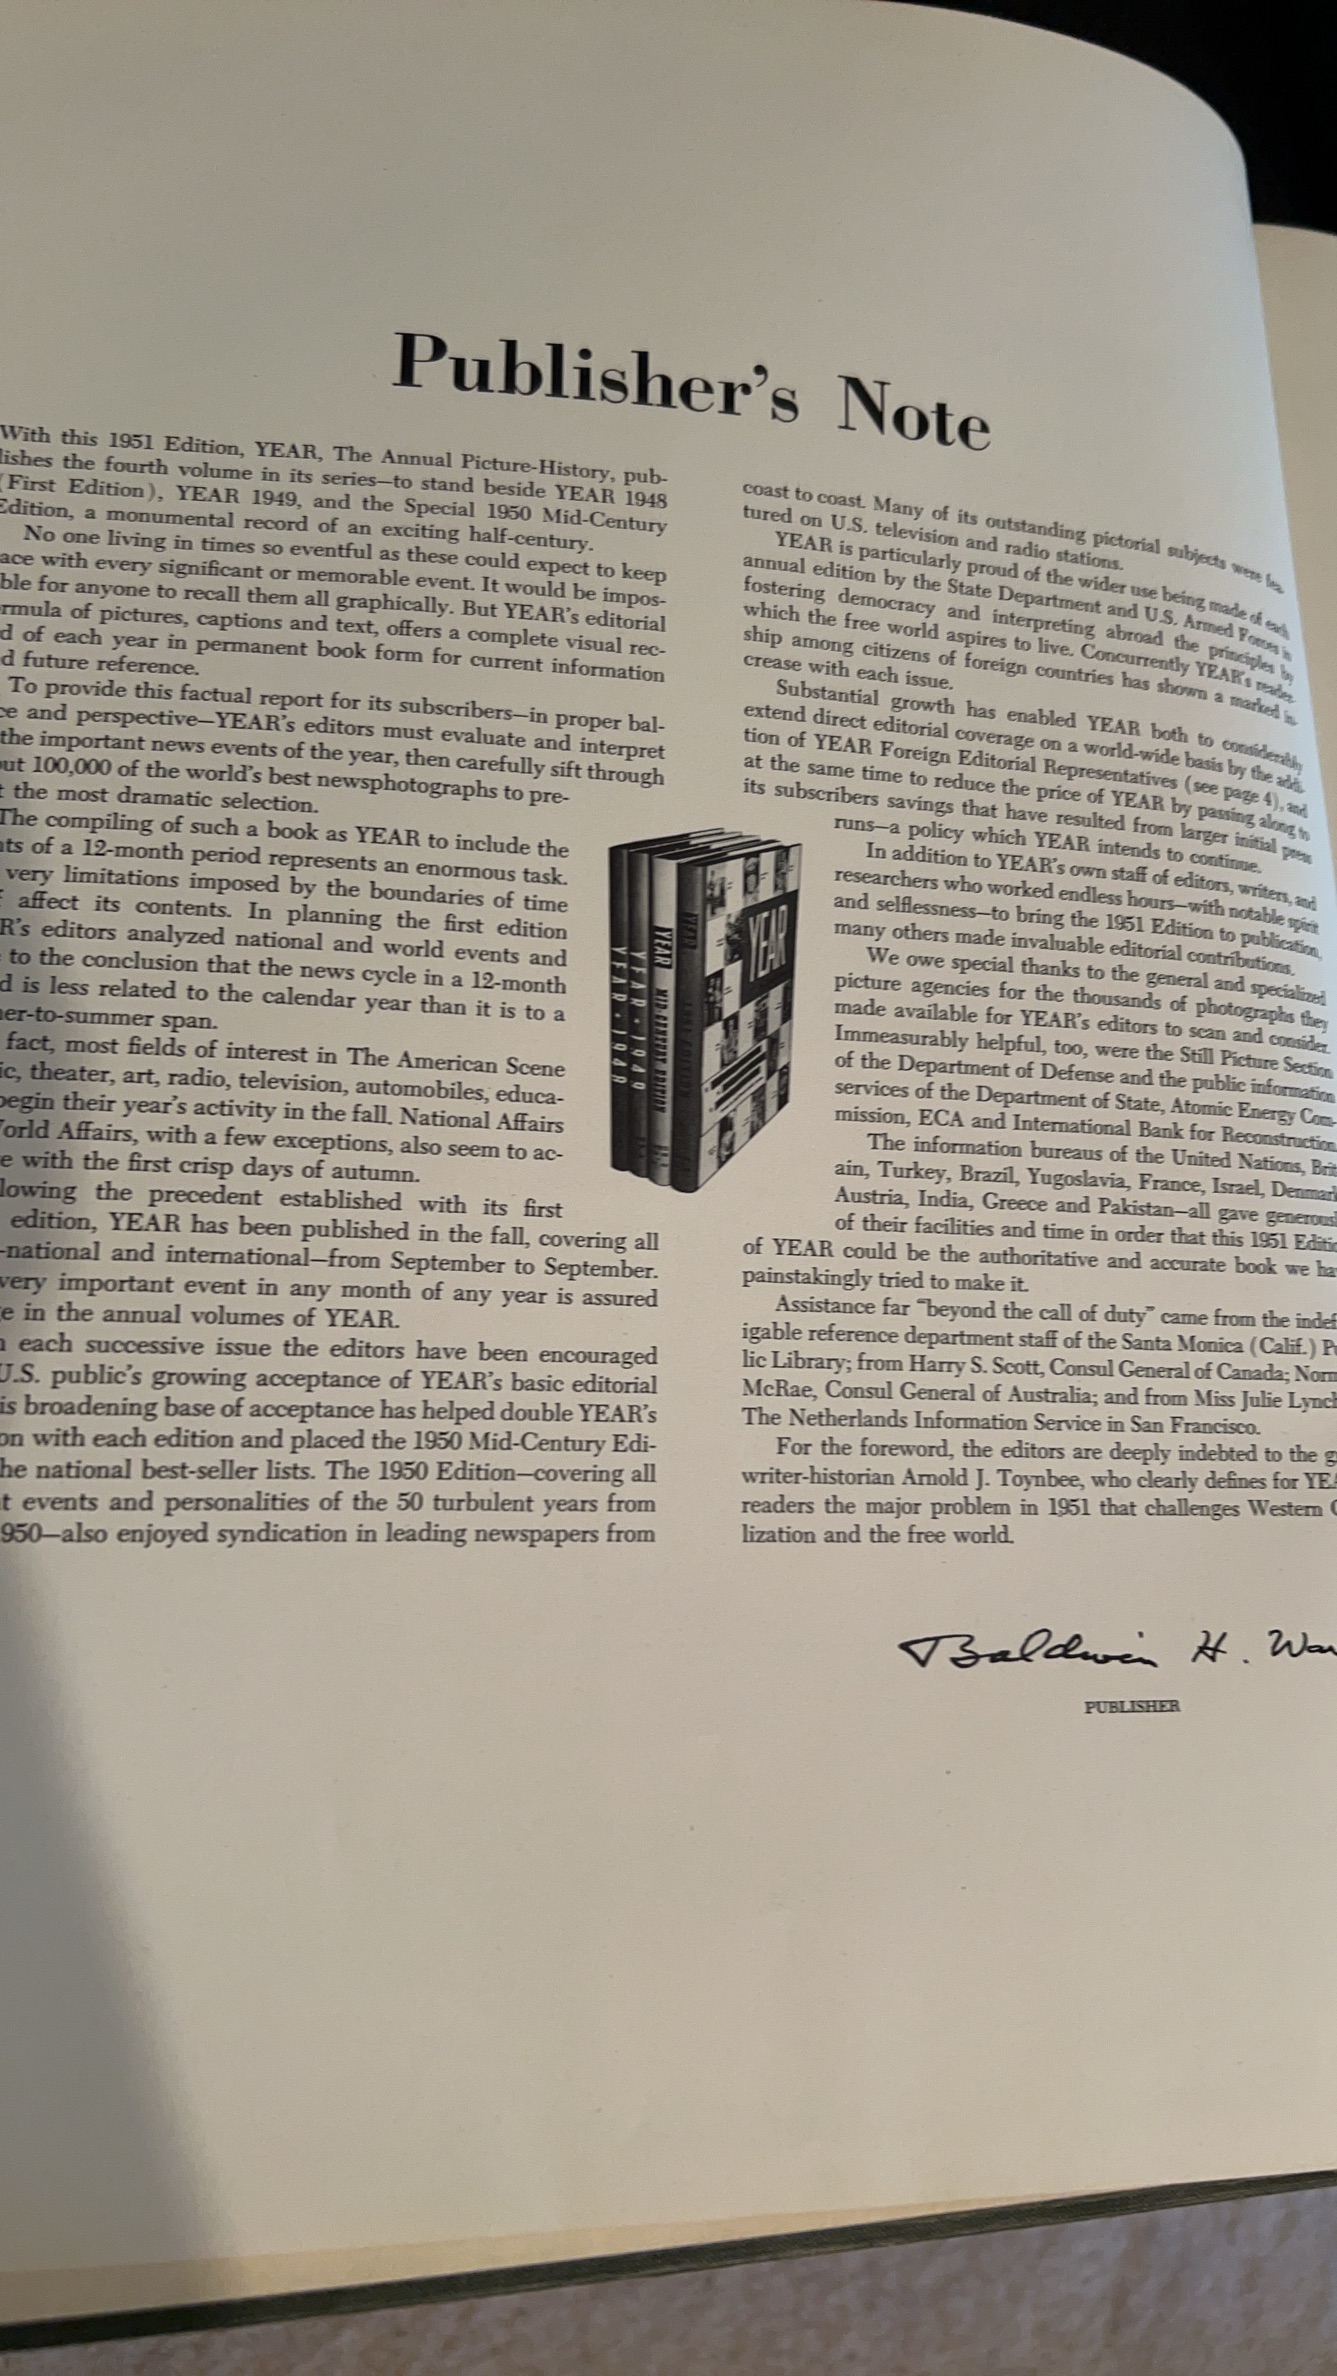 Publisher's Note
With this 1951 Edition, YEAR, The Annual Picture-History, pub-
lishes the fourth volume in its series—to stand beside YEAR 1948
(First Edition), YEAR 1949, and the Special 1950 Mid-Century
Edition, a monumental record of an exciting half-century.
No one living in times so eventful as these could expect to keep
ace with every significant or memorable event. It would be impos-
ble for anyone to recall them all graphically. But YEAR's editorial
rmula of pictures, captions and text, offers a complete visual rec-
d of each year in permanent book form for current information
d future reference.
To provide this factual report for its subscribers—in proper bal-
ce and perspective—YEAR's editors must evaluate and interpret
the important news events of the year, then carefully sift through
out 100,000 of the world's best newsphotographs to pre-
t the most dramatic selection.
The compiling of such a book as YEAR to include the
nts of a 12-month period represents an enormous task.
very limitations imposed by the boundaries of time
affect its contents. In planning the first edition
R's editors analyzed national and world events and
to the conclusion that the news cycle in a 12-month
d is less related to the calendar year than it is to a
mer-to-summer span.
fact, most fields of interest in The American Scene
ic, theater, art, radio, television, automobiles, educa-
begin their year's activity in the fall. National Affairs
World Affairs, with a few exceptions, also seem to ac-
e with the first crisp days of autumn.
lowing the precedent established with its first
edition, YEAR has been published in the fall, covering all
—national and international—from September to September.
very important event in any month of any year is assured
e in the annual volumes of YEAR.
h each successive issue the editors have been encouraged
U.S. public's growing acceptance of YEAR's basic editorial
is broadening base of acceptance has helped double YEAR's
on with each edition and placed the 1950 Mid-Century Edi-
he national best-seller lists. The 1950 Edition—covering all
t events and personalities of the 50 turbulent years from
950—also enjoyed syndication in leading newspapers from
YEAR • 1948
YEAR • 1949
YEAR MID-CENTURY EDITION
YEAR
YEAR
coast to coast. Many of its outstanding pictorial subjects were fea-
tured on U.S. television and radio stations.
YEAR is particularly proud of the wider use being made of each
annual edition by the State Department and U.S. Armed Forces in
fostering democracy and interpreting abroad the principles by
which the free world aspires to live. Concurrently YEAR's reader-
ship among citizens of foreign countries has shown a marked in-
crease with each issue.
Substantial growth has enabled YEAR both to considerably
extend direct editorial coverage on a world-wide basis by the addi-
tion of YEAR Foreign Editorial Representatives (see page 4), and
at the same time to reduce the price of YEAR by passing along to
its subscribers savings that have resulted from larger initial press
runs—a policy which YEAR intends to continue.
In addition to YEAR's own staff of editors, writers, and
researchers who worked endless hours—with notable spirit
and selflessness—to bring the 1951 Edition to publication,
many others made invaluable editorial contributions.
We owe special thanks to the general and specialized
picture agencies for the thousands of photographs they
made available for YEAR's editors to scan and consider.
Immeasurably helpful, too, were the Still Picture Section
of the Department of Defense and the public information
services of the Department of State, Atomic Energy Com-
mission, ECA and International Bank for Reconstruction.
The information bureaus of the United Nations, Brit-
ain, Turkey, Brazil, Yugoslavia, France, Israel, Denmark
Austria, India, Greece and Pakistan—all gave generousl
of their facilities and time in order that this 1951 Editio
of YEAR could be the authoritative and accurate book we ha
painstakingly tried to make it.
Assistance far "beyond the call of duty" came from the indef
igable reference department staff of the Santa Monica (Calif.) Pu
lic Library; from Harry S. Scott, Consul General of Canada; Norm
McRae, Consul General of Australia; and from Miss Julie Lynch
The Netherlands Information Service in San Francisco.
For the foreword, the editors are deeply indebted to the g
writer-historian Arnold J. Toynbee, who clearly defines for YEA
readers the major problem in 1951 that challenges Western C
lization and the free world.
Baldwin H. Wa
PUBLISHER